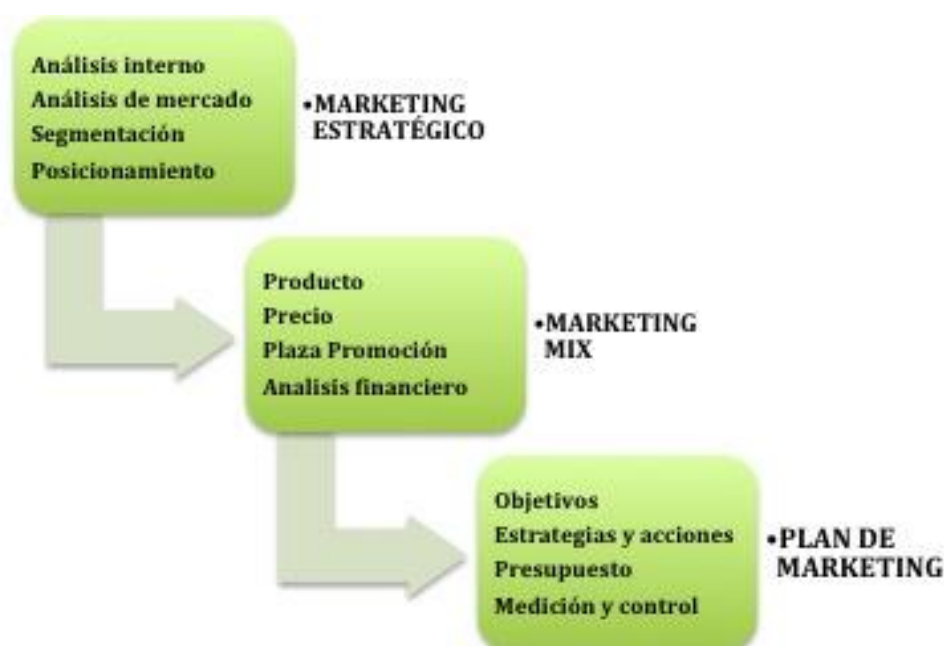 Análisis interno
Análisis de mercado
Segmentación
Posicionamiento
•MARKETING
ESTRATÉGICO
Producto
Precio
Plaza Promoción
Analisis financiero
•MARKETING
MIX
Objetivos
Estrategias y acciones
Presupuesto
Medición y control
•PLAN DE
MARKETING